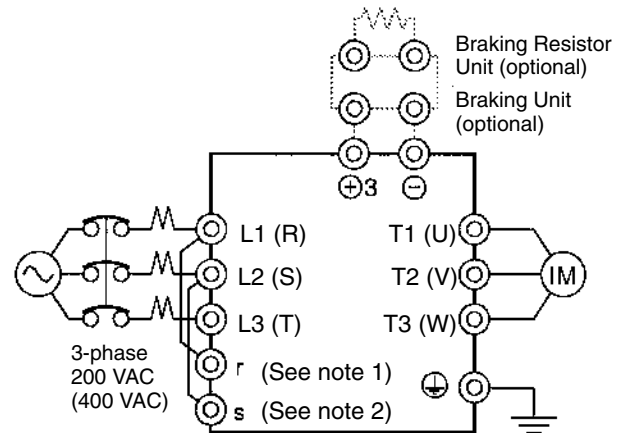 Braking Resistor
Unit (optional)
Braking Unit
(optional)
⊕3
⊖
L1 (R)
T1 (U)
L2 (S)
T2 (V)
IM
L3 (T)
T3 (W)
3-phase
200 VAC
(400 VAC)
r (See note 1)
s (See note 2)